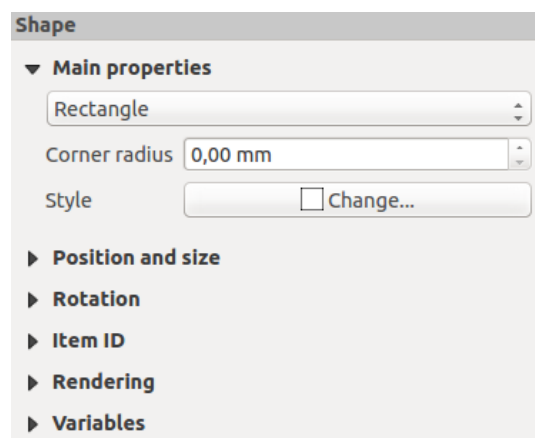 Shape
Main properties
Rectangle
Corner radius 0,00 mm
Style Change...
Position and size
Rotation
Item ID
Rendering
Variables